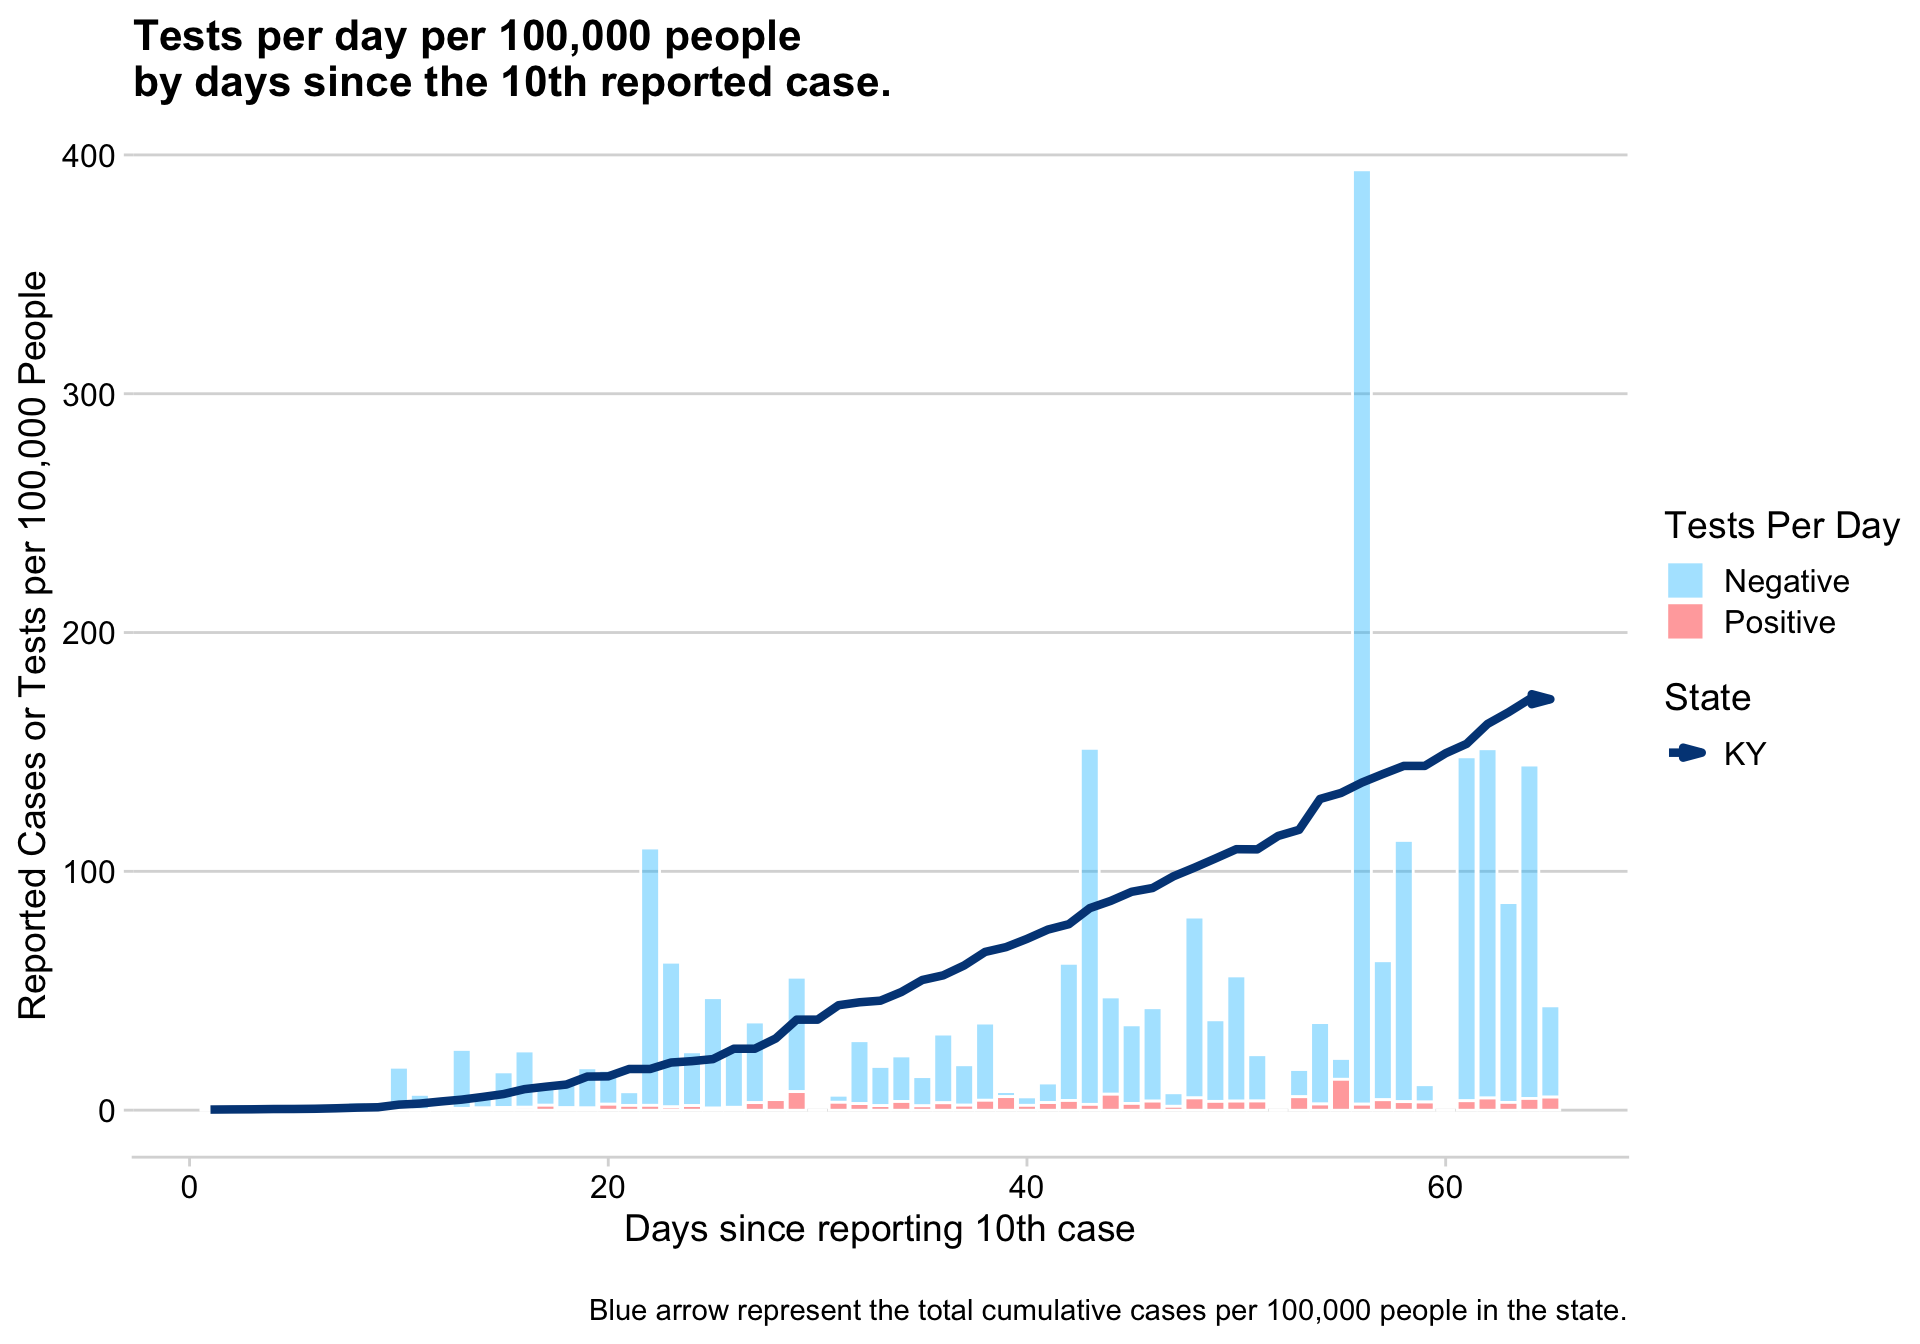 Tests per day per 100,000 people
by days since the 10th reported case.
Reported Cases or Tests per 100,000 People
400
300
200
100
0
0
20
40
60
Days since reporting 10th case
Tests Per Day
Negative
Positive
State
KY
Blue arrow represent the total cumulative cases per 100,000 people in the state.